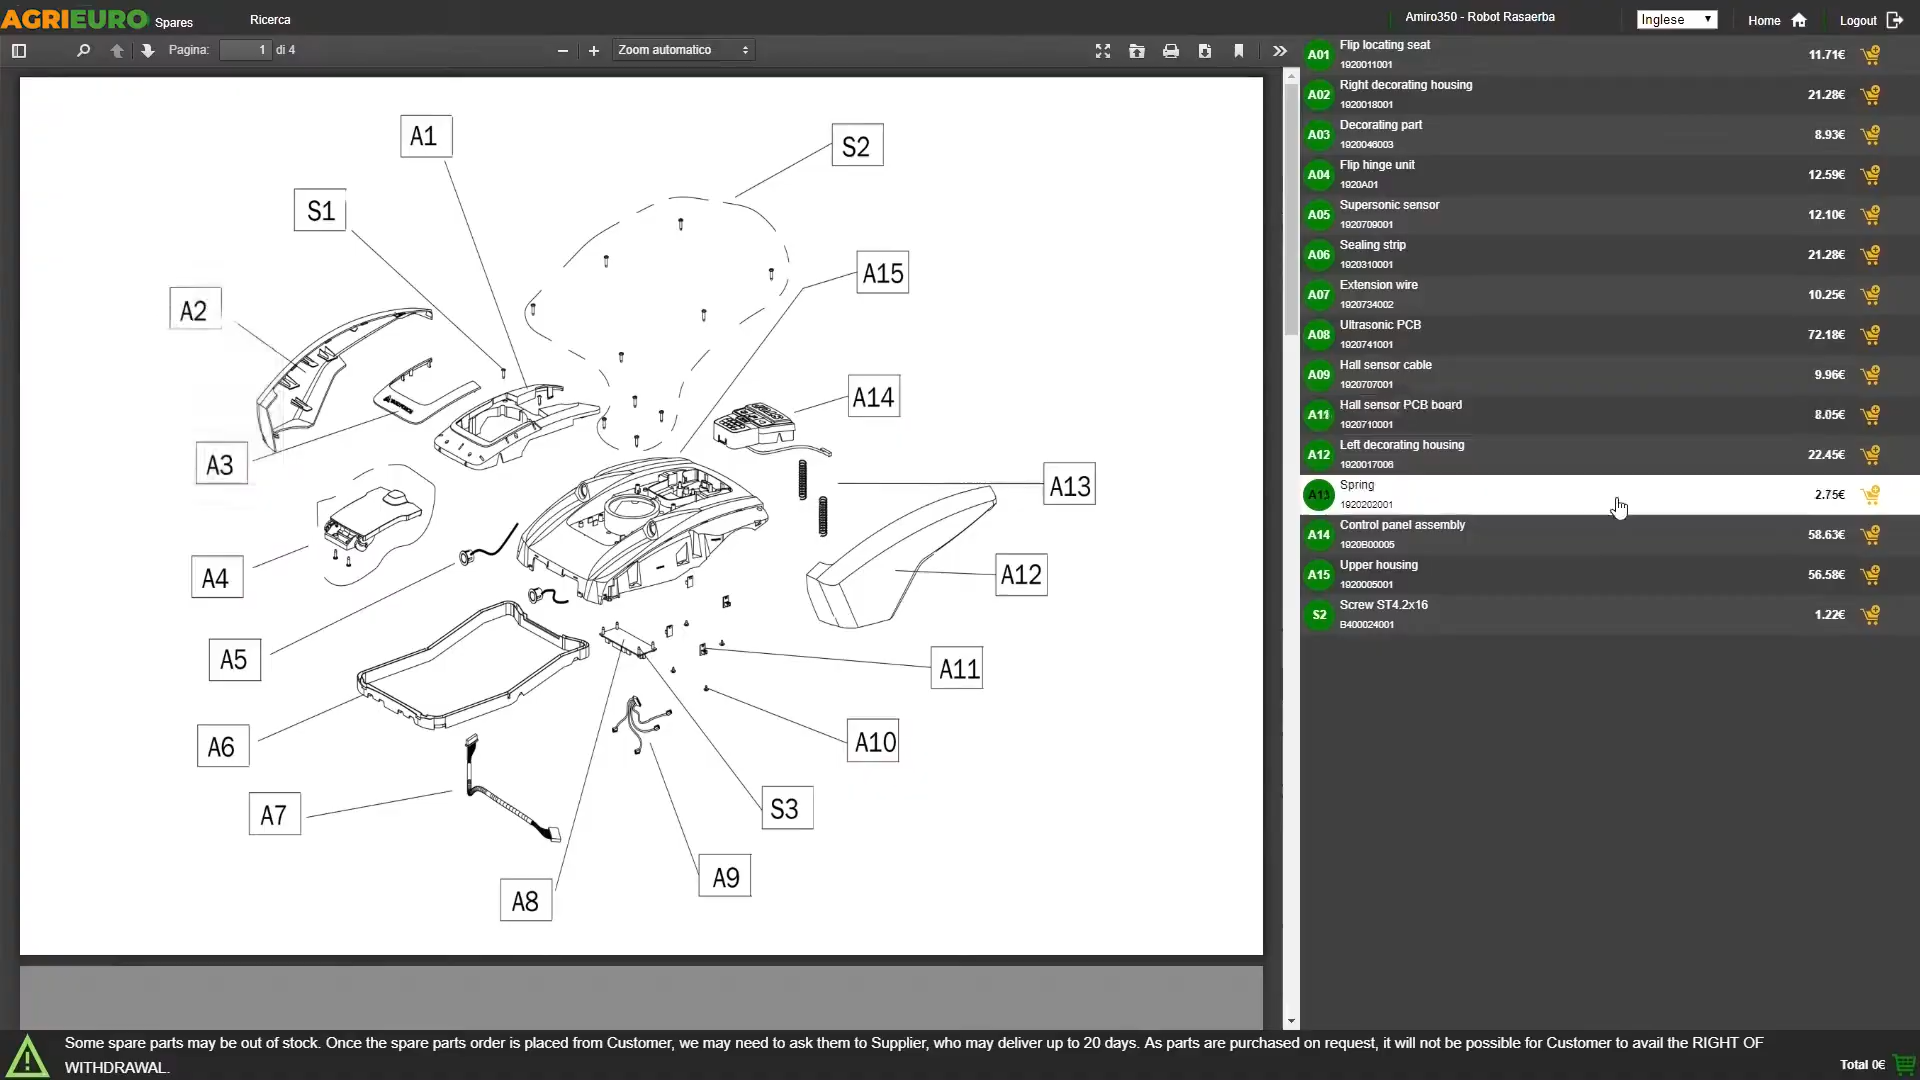 AGRIEURO Spares
Ricerca
Amiro350 - Robot Rasaerba
Inglese
Home
Logout
Pagina: 1 di 4
Zoom automatico
A1
S2
S1
A15
A2
A14
A3
A13
A4
A12
A5
A11
A6
A10
A7
S3
A9
A8
A01 Flip locating seat 11.71€
1920011001
A02 Right decorating housing 21.28€
1920018001
A03 Decorating part 8.93€
1920046003
A04 Flip hinge unit 12.59€
1920A01
A05 Supersonic sensor 12.10€
1920709001
A06 Sealing strip 21.28€
1920310001
A07 Extension wire 10.25€
1920734002
A08 Ultrasonic PCB 72.18€
1920741001
A09 Hall sensor cable 9.96€
1920707001
A11 Hall sensor PCB board 8.05€
1920710001
A12 Left decorating housing 22.45€
1920017006
A13 Spring 2.75€
1920202001
A14 Control panel assembly 58.63€
1920B00005
A15 Upper housing 56.58€
1920005001
S2 Screw ST4.2x16 1.22€
B400024001
Some spare parts may be out of stock. Once the spare parts order is placed from Customer, we may need to ask them to Supplier, who may deliver up to 20 days. As parts are purchased on request, it will not be possible for Customer to avail the RIGHT OF
WITHDRAWAL.
Total 0€